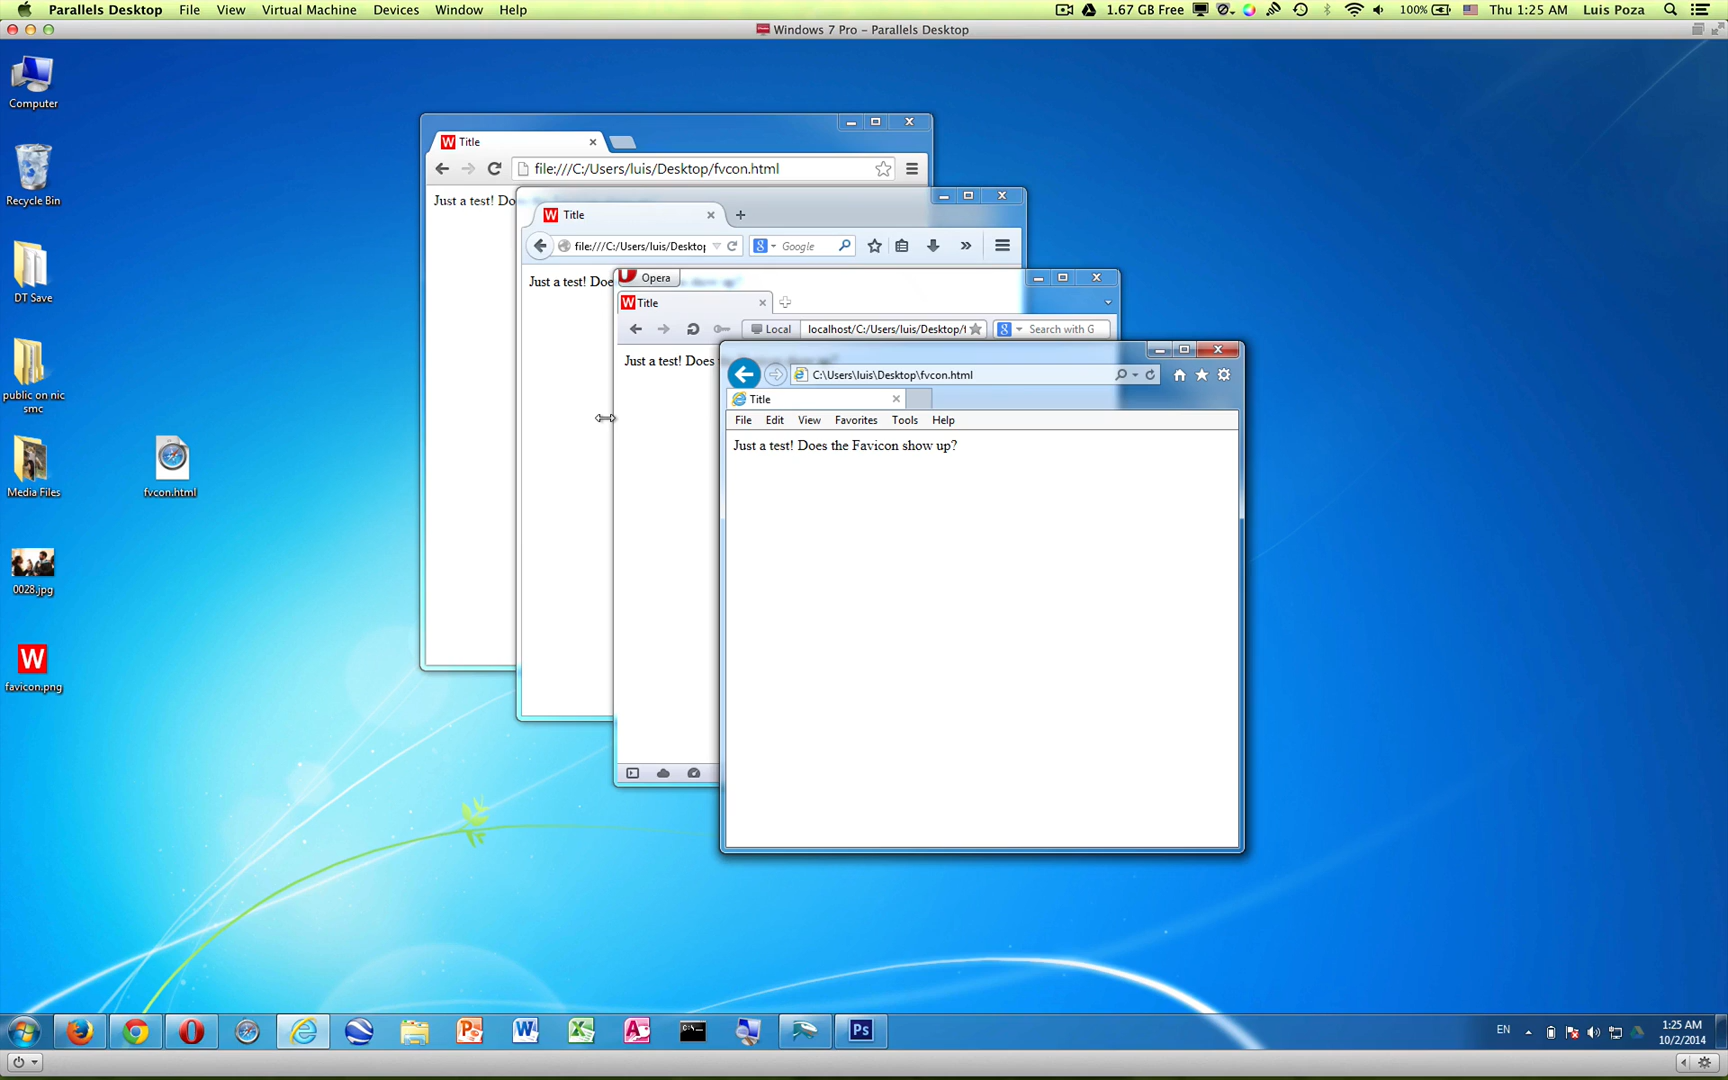 Parallels Desktop File View Virtual Machine Devices Window Help 1.67 GB Free 100% Thu 1:25 AM Luis Poza
Windows 7 Pro – Parallels Desktop
Computer
Recycle Bin
DT Save
public on nic smc
Media Files
fvcon.html
0028.jpg
W
favicon.png
W Title
file:///C:/Users/luis/Desktop/fvcon.html
Just a test! Do
W Title
file:///C:/Users/luis/Desktop Google
Just a test! Doe
Opera
W Title
Local localhost/C:/Users/luis/Desktop/f Search with G
Just a test! Does
C:\Users\luis\Desktop\fvcon.html
Title
File Edit View Favorites Tools Help
Just a test! Does the Favicon show up?
Ps
EN
1:25 AM
10/2/2014